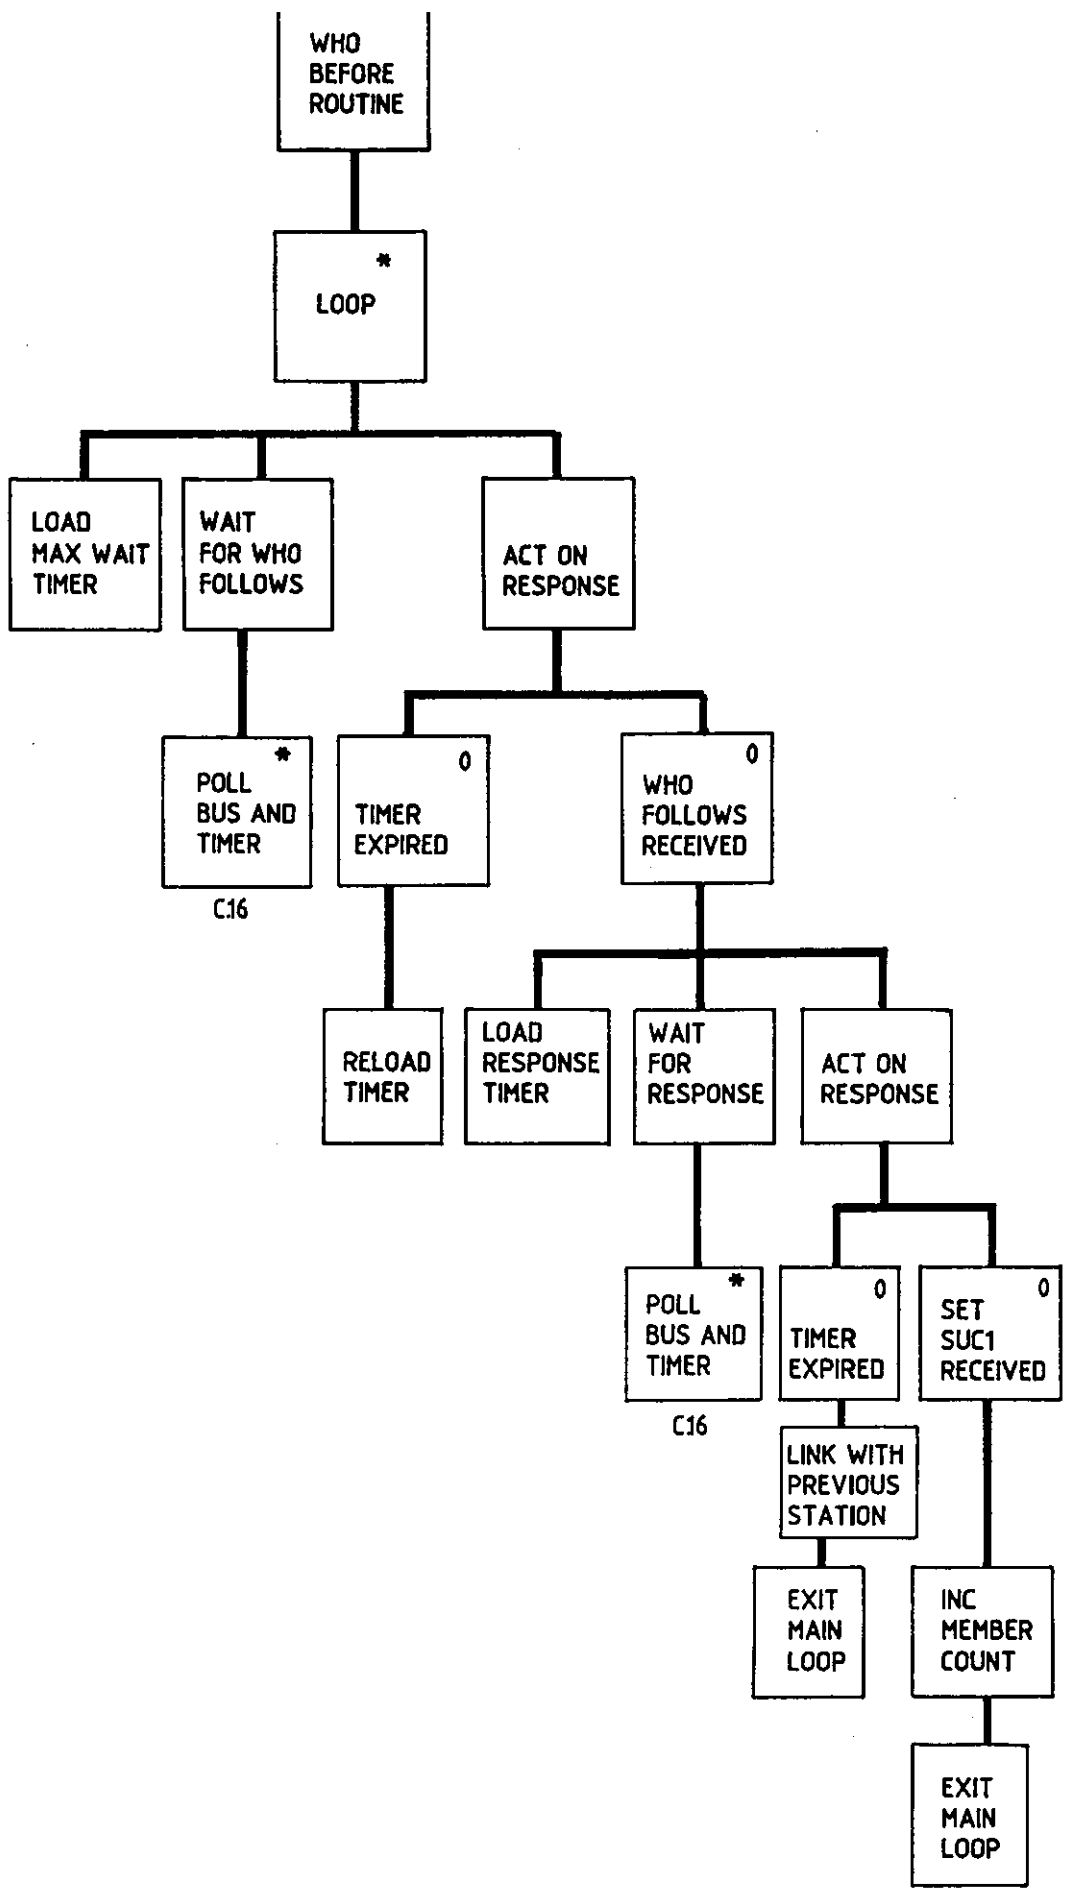 WHO
BEFORE
ROUTINE
*
LOOP
LOAD
MAX WAIT
TIMER
WAIT
FOR WHO
FOLLOWS
ACT ON
RESPONSE
*
POLL
BUS AND
TIMER
C.16
0
TIMER
EXPIRED
0
WHO
FOLLOWS
RECEIVED
RELOAD
TIMER
LOAD
RESPONSE
TIMER
WAIT
FOR
RESPONSE
ACT ON
RESPONSE
*
POLL
BUS AND
TIMER
C.16
0
TIMER
EXPIRED
0
SET
SUC1
RECEIVED
LINK WITH
PREVIOUS
STATION
EXIT
MAIN
LOOP
INC
MEMBER
COUNT
EXIT
MAIN
LOOP